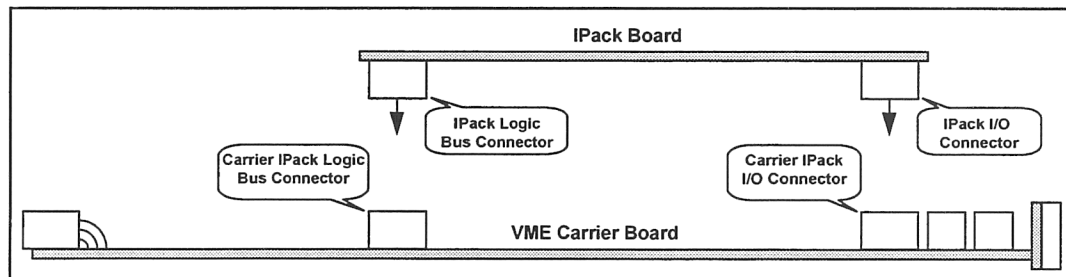 IPack Board
IPack Logic
Bus Connector
IPack I/O
Connector
Carrier IPack Logic
Bus Connector
Carrier IPack
I/O Connector
VME Carrier Board